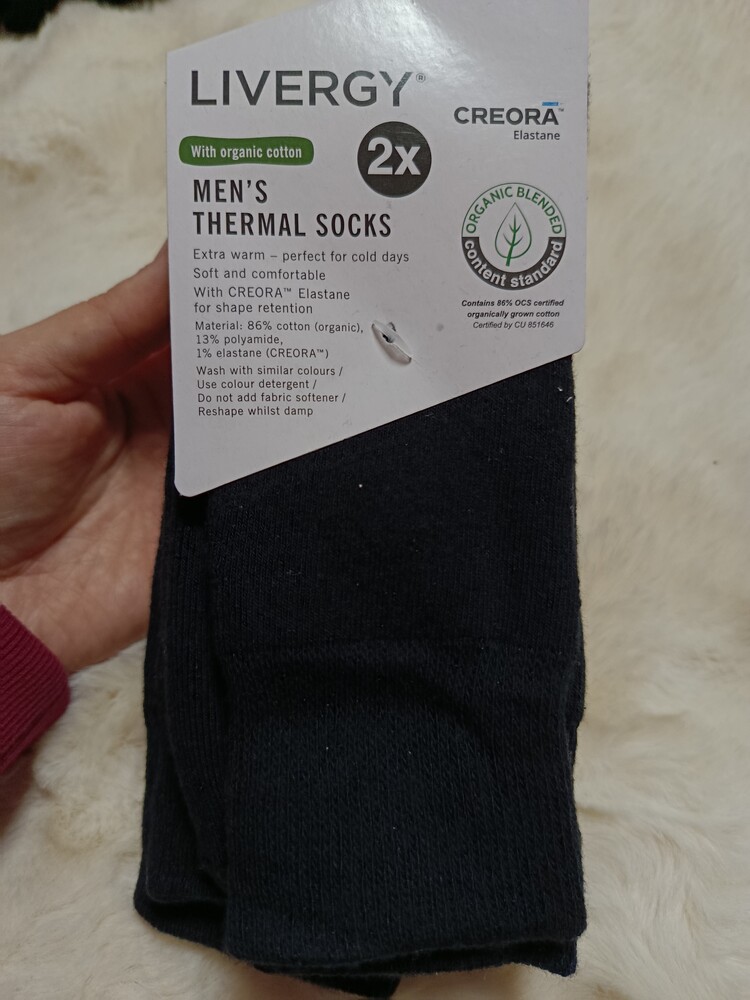 LIVERGY®
CREORA™
Elastane
With organic cotton
2x
MEN'S
THERMAL SOCKS
Extra warm – perfect for cold days
Soft and comfortable
With CREORA™ Elastane
for shape retention
Material: 86% cotton (organic),
13% polyamide,
1% elastane (CREORA™)
Wash with similar colours /
Use colour detergent /
Do not add fabric softener /
Reshape whilst damp
ORGANIC BLENDED
content standard
Contains 86% OCS certified
organically grown cotton
Certified by CU 851646